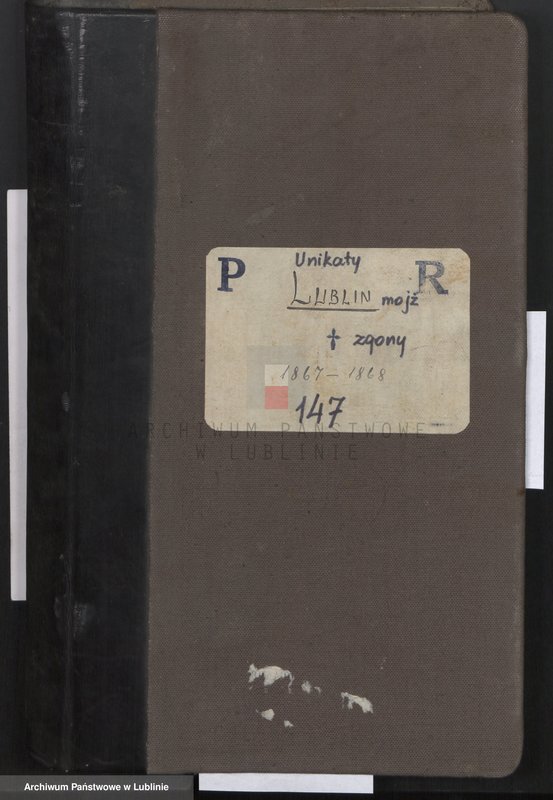 P R
Unikaty
LUBLIN mojż
† zgony
1867-1868
147
ARCHIWUM PAŃSTWOWE
W LUBLINIE
Archiwum Państwowe w Lublinie